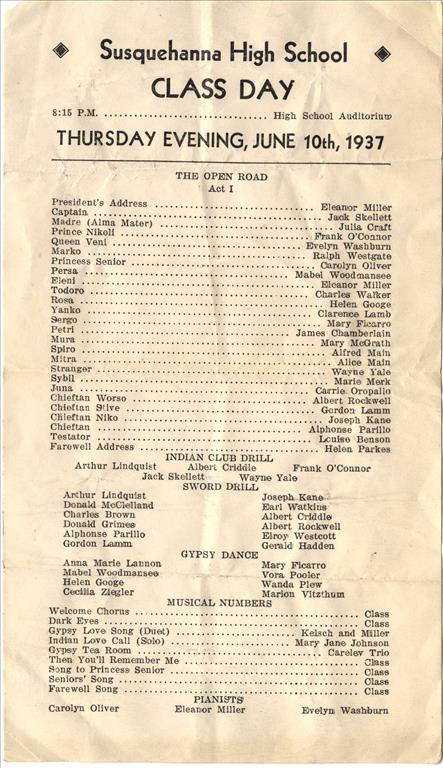 Susquehanna High School
CLASS DAY
8:15 P.M. ................................ High School Auditorium
THURSDAY EVENING, JUNE 10th, 1937
THE OPEN ROAD
Act I
President's Address ................................ Eleanor Miller
Captain ................................ Jack Skellett
Madre (Alma Mater) ................................ Julia Craft
Prince Nikoli ................................ Frank O'Connor
Queen Veni ................................ Evelyn Washburn
Marko ................................ Ralph Westgate
Princess Senior ................................ Carolyn Oliver
Persa ................................ Mabel Woodmansee
Eleni ................................ Eleanor Miller
Todoro ................................ Charles Walker
Rosa ................................ Helen Googe
Yanko ................................ Clarence Lamb
Sergo ................................ Mary Ficarro
Petri ................................ James Chamberlain
Mura ................................ Mary McGrath
Spiro ................................ Alfred Main
Mitra ................................ Alice Main
Stranger ................................ Wayne Yale
Sybil ................................ Marie Merk
Juna ................................ Carrie Oropallo
Chieftan Worso ................................ Albert Rockwell
Chieftan Slive ................................ Gordon Lamm
Chieftan Niko ................................ Joseph Kane
Chieftan ................................ Alphonse Parillo
Testator ................................ Louise Benson
Farewell Address ................................ Helen Parkes
INDIAN CLUB DRILL
Arthur Lindquist Albert Criddle Frank O'Connor
Jack Skellett Wayne Yale
SWORD DRILL
Arthur Lindquist Joseph Kane
Donald McClelland Earl Watkins
Charles Brown Albert Criddle
Donald Grimes Albert Rockwell
Alphonse Parillo Elroy Westcott
Gordon Lamm Gerald Hadden
GYPSY DANCE
Anna Marie Lannon Mary Ficarro
Mabel Woodmansee Vora Pooler
Helen Googe Wanda Plew
Cecilia Ziegler Marion Vitzthum
MUSICAL NUMBERS
Welcome Chorus ................................ Class
Dark Eyes ................................ Class
Gypsy Love Song (Duet) ................................ Keisch and Miller
Indian Love Call (Solo) ................................ Mary Jane Johnson
Gypsy Tea Room ................................ Carelev Trio
Then You'll Remember Me ................................ Class
Song to Princess Senior ................................ Class
Seniors' Song ................................ Class
Farewell Song ................................ Class
PIANISTS
Carolyn Oliver Eleanor Miller Evelyn Washburn